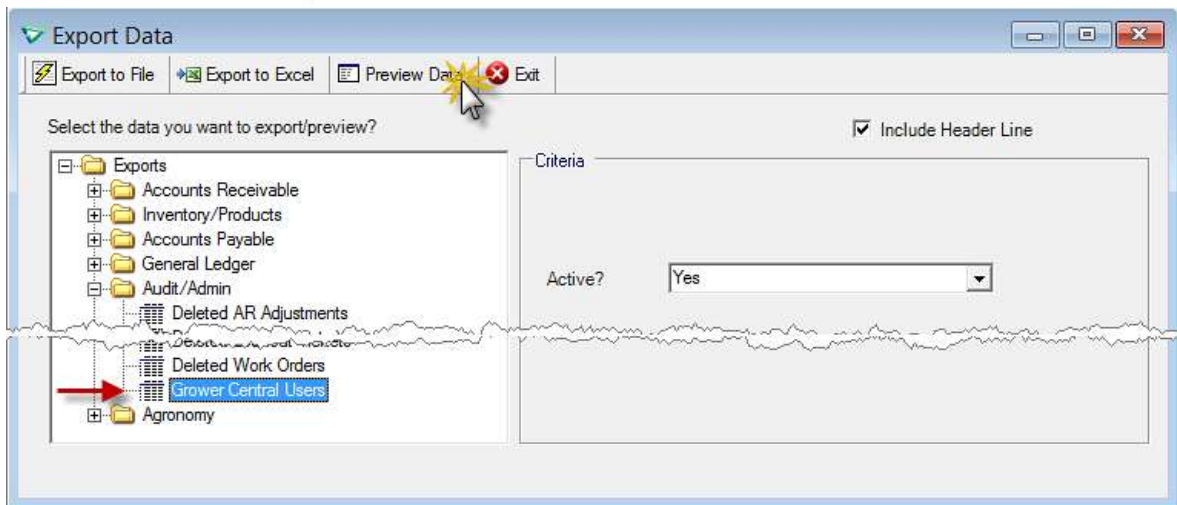 Export Data
Export to File Export to Excel Preview Data Exit
Select the data you want to export/preview? Include Header Line
Exports
Criteria
Accounts Receivable
Inventory/Products
Accounts Payable
General Ledger
Active? Yes
Audit/Admin
Deleted AR Adjustments
Deleted Work Orders
Grower Central Users
Agronomy